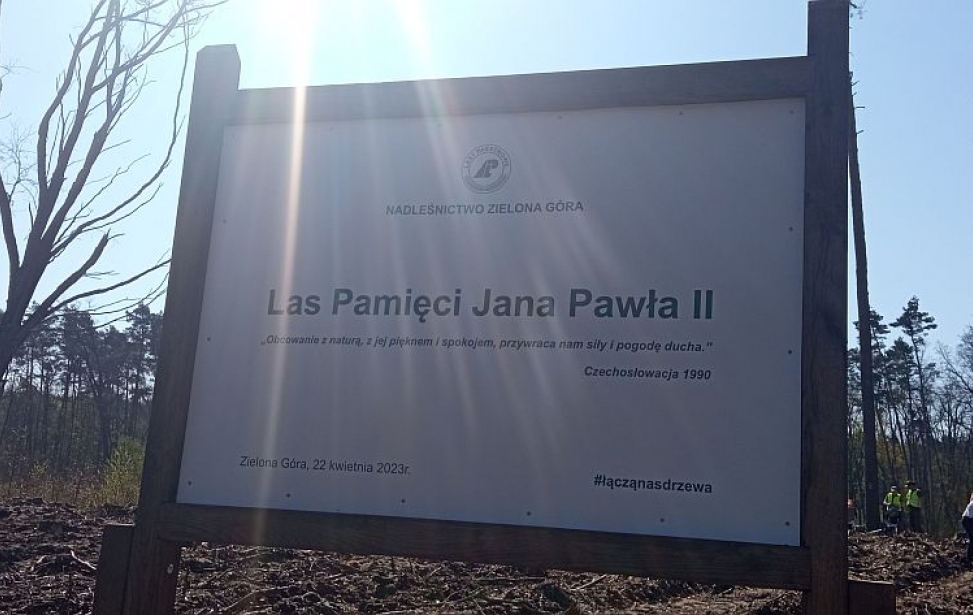 LASY PAŃSTWOWE
NADLEŚNICTWO ZIELONA GÓRA
Las Pamięci Jana Pawła II
„Obcowanie z naturą, z jej pięknem i spokojem, przywraca nam siły i pogodę ducha.”
Czechosłowacja 1990
Zielona Góra, 22 kwietnia 2023r.
#łącząnasdrzewa